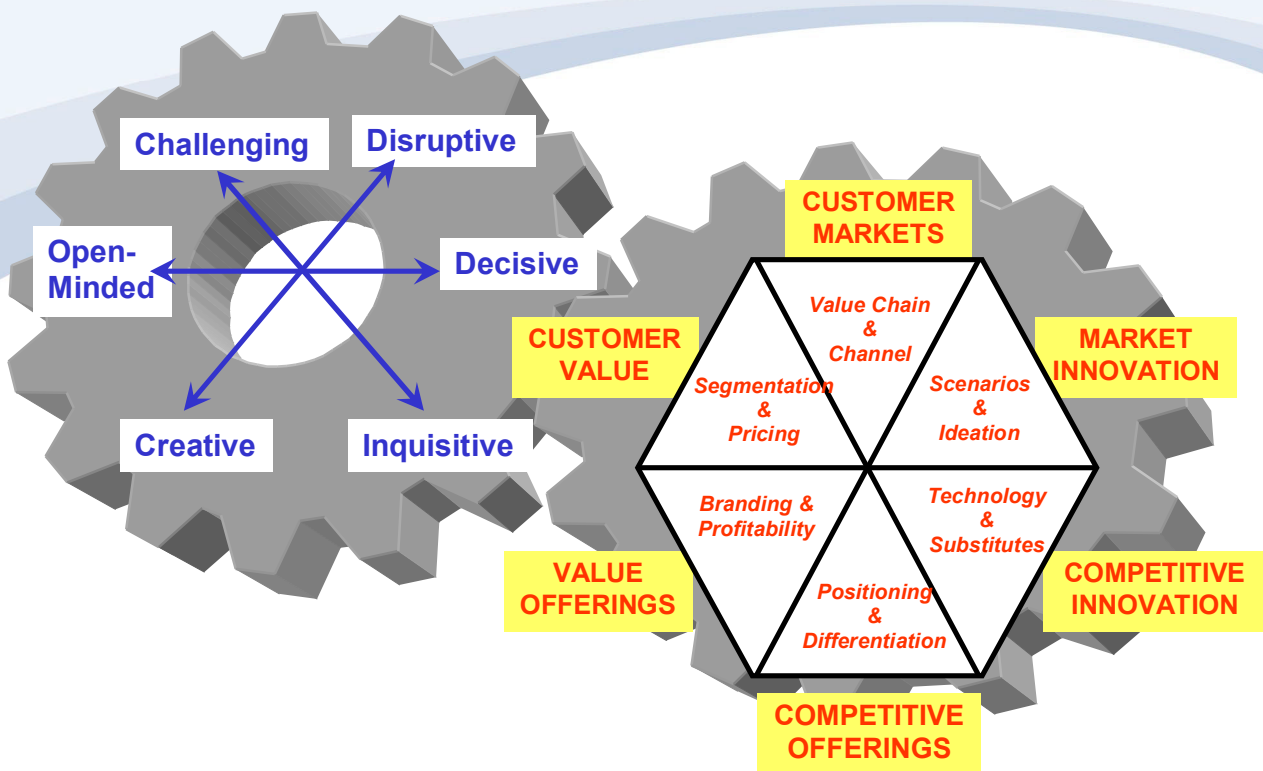 Challenging
Disruptive
Open-
Minded
Decisive
Creative
Inquisitive
CUSTOMER
MARKETS
CUSTOMER
VALUE
MARKET
INNOVATION
Value Chain
&
Channel
Segmentation
&
Pricing
Scenarios
&
Ideation
Branding &
Profitability
Technology
&
Substitutes
Positioning
&
Differentiation
VALUE
OFFERINGS
COMPETITIVE
INNOVATION
COMPETITIVE
OFFERINGS